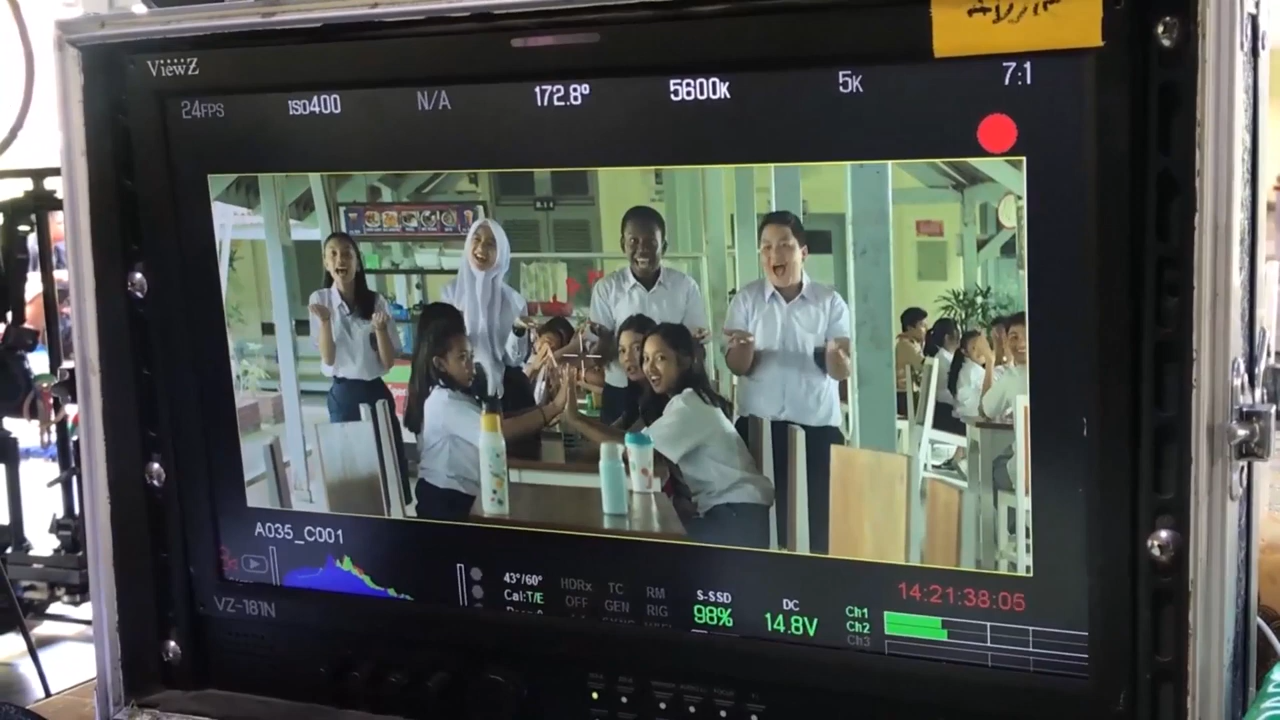 ViewZ
24FPS ISO400 N/A 172.8° 5600K 5K 7:1
B.14
A035_C001
43°/60° HDRx TC RM S-SSD DC 14:21:38:05
Cal:T/E OFF GEN RIG 98% 14.8V Ch1
Ch2
Ch3
VZ-181N